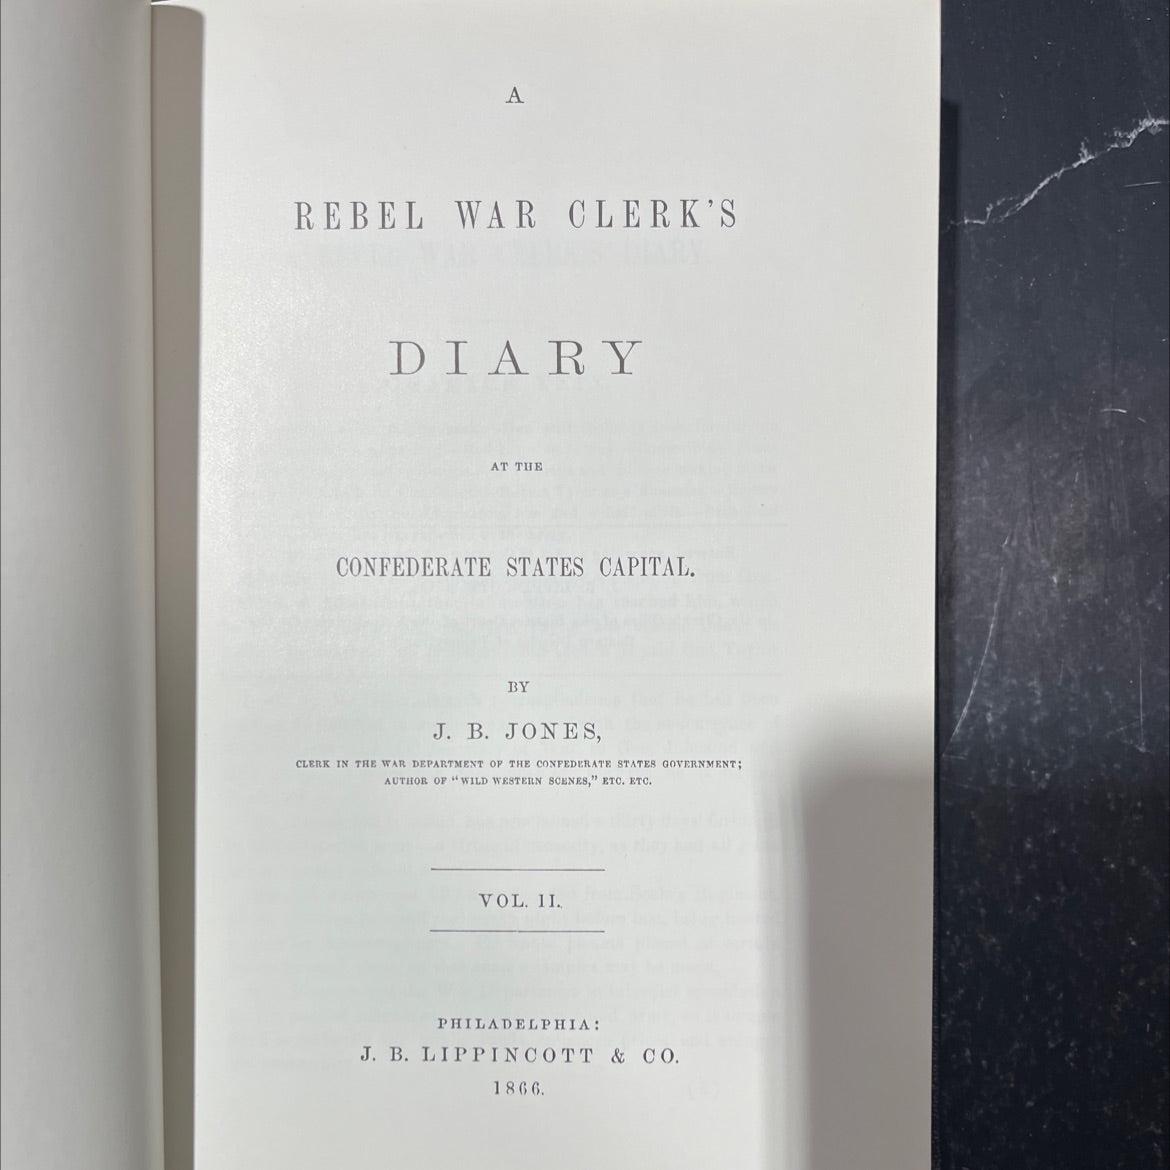 A
REBEL WAR CLERK'S
DIARY
AT THE
CONFEDERATE STATES CAPITAL.
BY
J. B. JONES,
CLERK IN THE WAR DEPARTMENT OF THE CONFEDERATE STATES GOVERNMENT;
AUTHOR OF "WILD WESTERN SCENES," ETC. ETC.
VOL. II.
PHILADELPHIA:
J. B. LIPPINCOTT & CO.
1866.